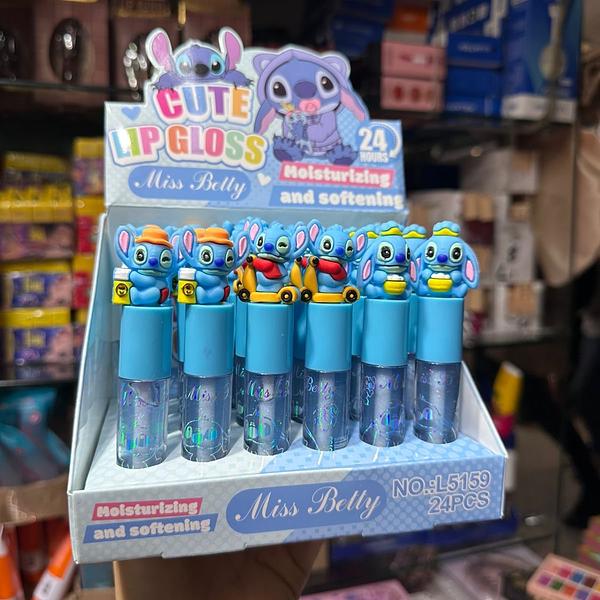 CUTE
LIP GLOSS
24
HOURS
Miss Betty
Moisturizing
and softening
Moisturizing
and softening
Miss Betty
NO.:L5159
24PCS